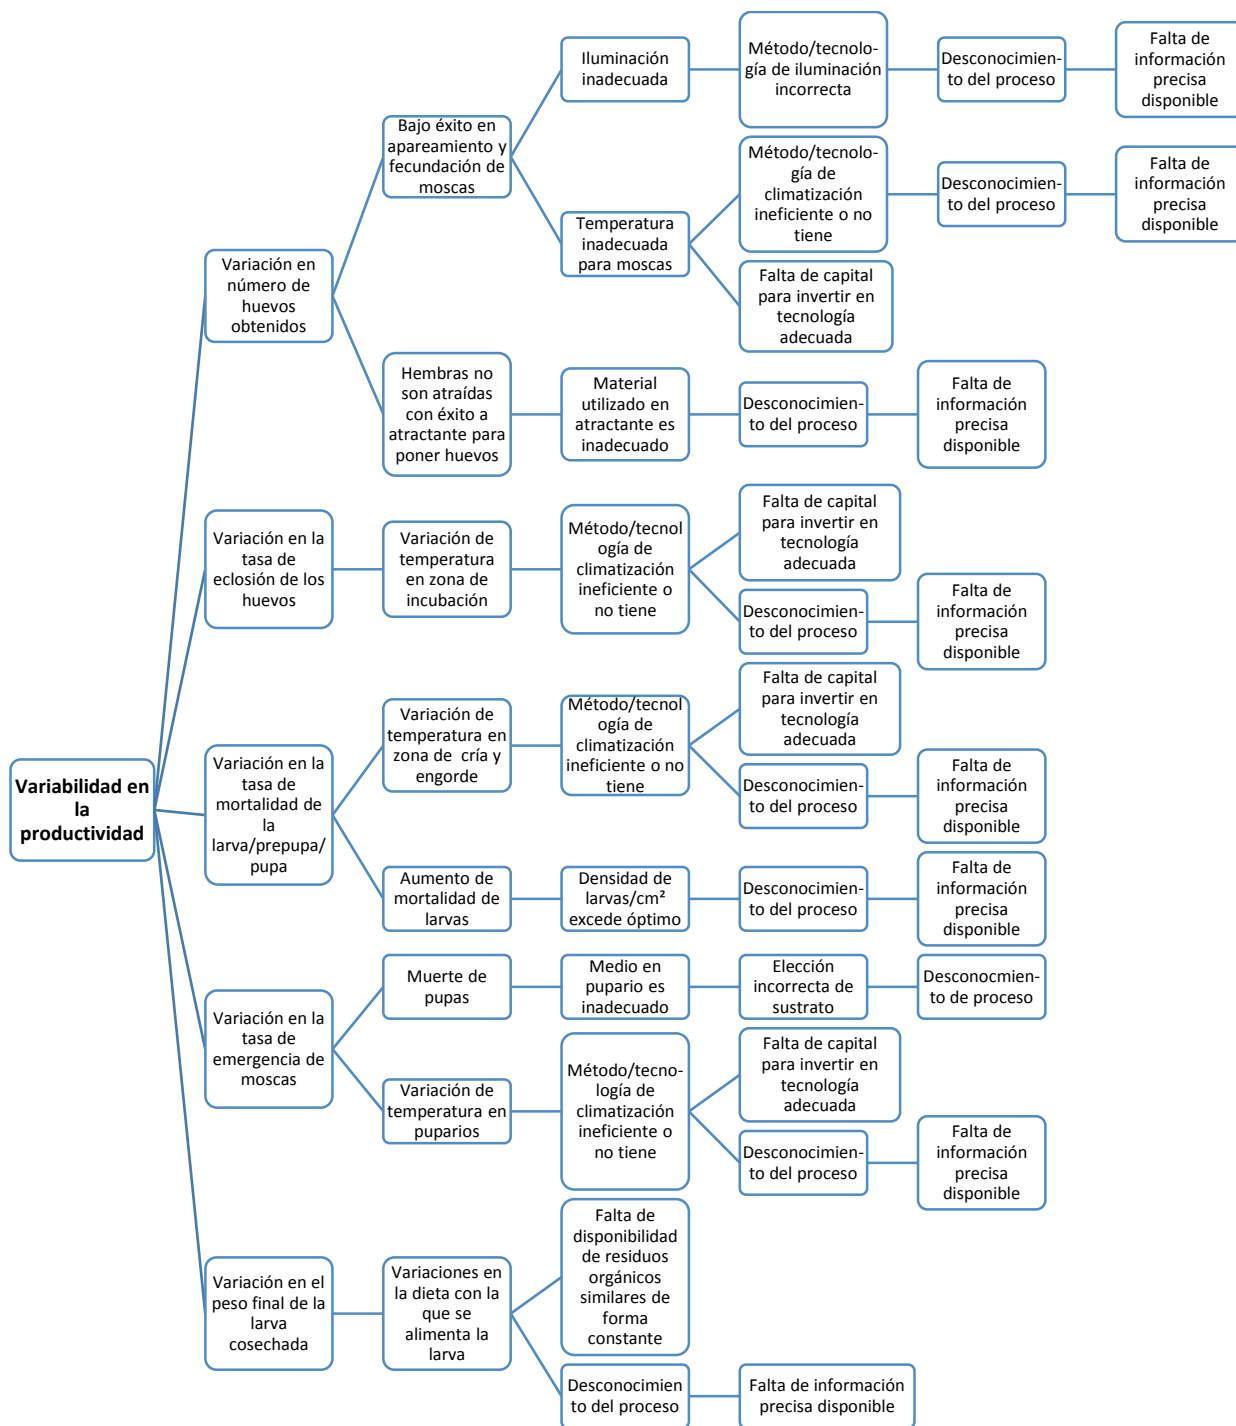 Variabilidad en
la
productividad
Variación en
número de
huevos
obtenidos
Bajo éxito en
apareamiento y
fecundación de
moscas
Iluminación
inadecuada
Método/tecnolo-
gía de iluminación
incorrecta
Desconocimien-
to del proceso
Falta de
información
precisa
disponible
Temperatura
inadecuada
para moscas
Método/tecnolo-
gía de
climatización
ineficiente o no
tiene
Desconocimien-
to del proceso
Falta de
información
precisa
disponible
Falta de capital
para invertir en
tecnología
adecuada
Hembras no
son atraídas
con éxito a
atractante para
poner huevos
Material
utilizado en
atractante es
inadecuado
Desconocimien-
to del proceso
Falta de
información
precisa
disponible
Variación en la
tasa de
eclosión de los
huevos
Variación de
temperatura
en zona de
incubación
Método/tecnol
ogía de
climatización
ineficiente o
no tiene
Falta de capital
para invertir en
tecnología
adecuada
Desconocimien-
to del proceso
Falta de
información
precisa
disponible
Variación en la
tasa de
mortalidad de
la
larva/prepupa/
pupa
Variación de
temperatura en
zona de cría y
engorde
Método/tecnol
ogía de
climatización
ineficiente o no
tiene
Falta de capital
para invertir en
tecnología
adecuada
Desconocimien-
to del proceso
Falta de
información
precisa
disponible
Aumento de
mortalidad de
larvas
Densidad de
larvas/cm²
excede óptimo
Desconocimien-
to del proceso
Falta de
información
precisa
disponible
Variación en la
tasa de
emergencia de
moscas
Muerte de
pupas
Medio en
pupario es
inadecuado
Elección
incorrecta de
sustrato
Desconocmien-
to de proceso
Variación de
temperatura en
puparios
Método/tecno-
logía de
climatización
ineficiente o
no tiene
Falta de capital
para invertir en
tecnología
adecuada
Desconocimien-
to del proceso
Falta de
información
precisa
disponible
Variación en el
peso final de la
larva
cosechada
Variaciones en
la dieta con la
que se
alimenta la
larva
Falta de
disponibilidad
de residuos
orgánicos
similares de
forma
constante
Desconocimien
to del proceso
Falta de información
precisa disponible